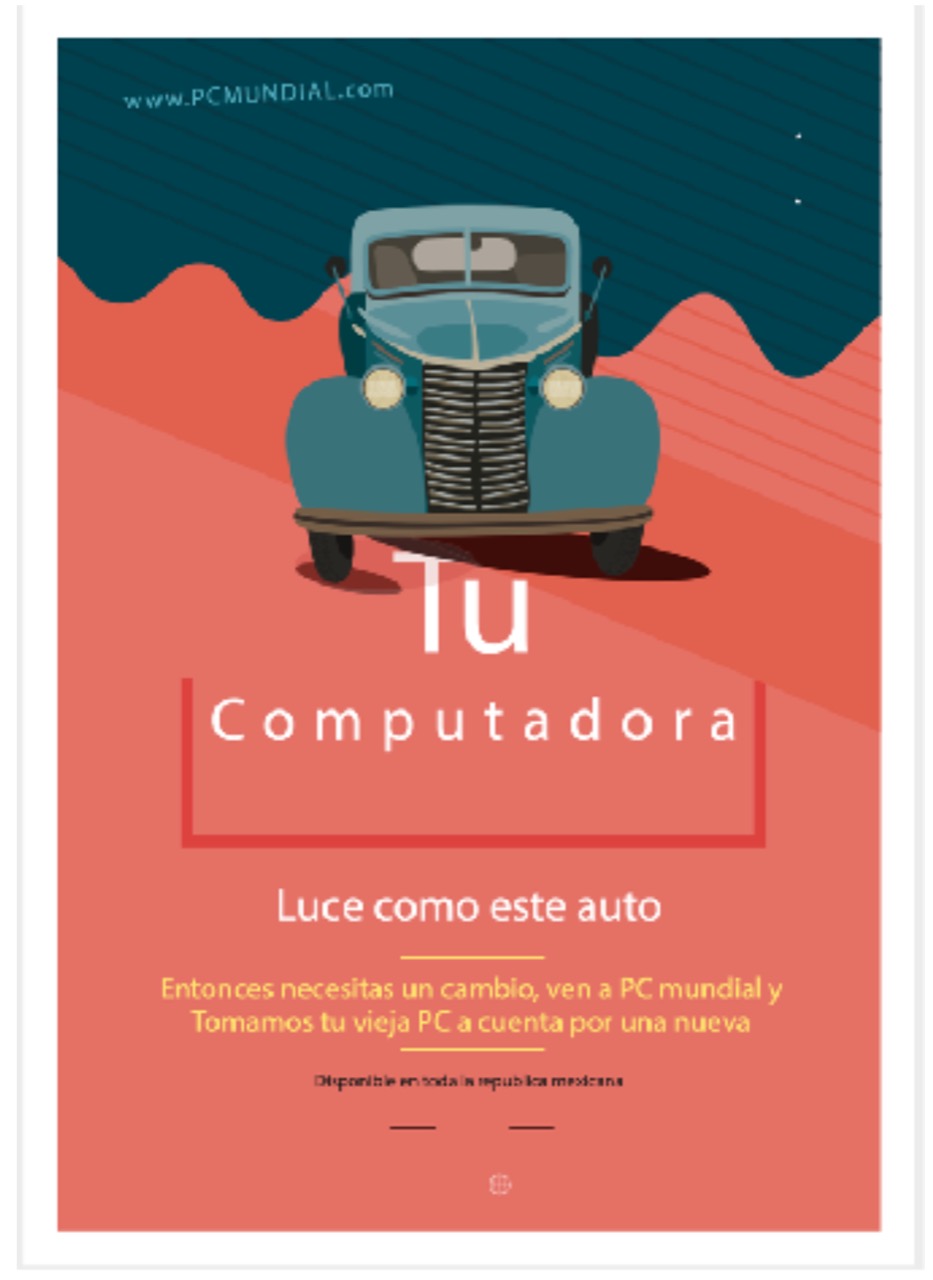 www.PCMUNDIAL.com
Tu
Computadora
Luce como este auto
Entonces necesitas un cambio, ven a PC mundial y
Tomamos tu vieja PC a cuenta por una nueva
Disponible en toda la republica mexicana